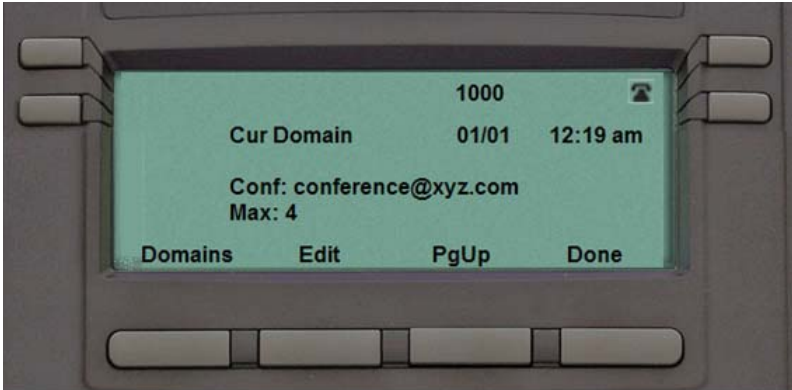 1000
Cur Domain 01/01 12:19 am
Conf: conference@xyz.com
Max: 4
Domains Edit PgUp Done